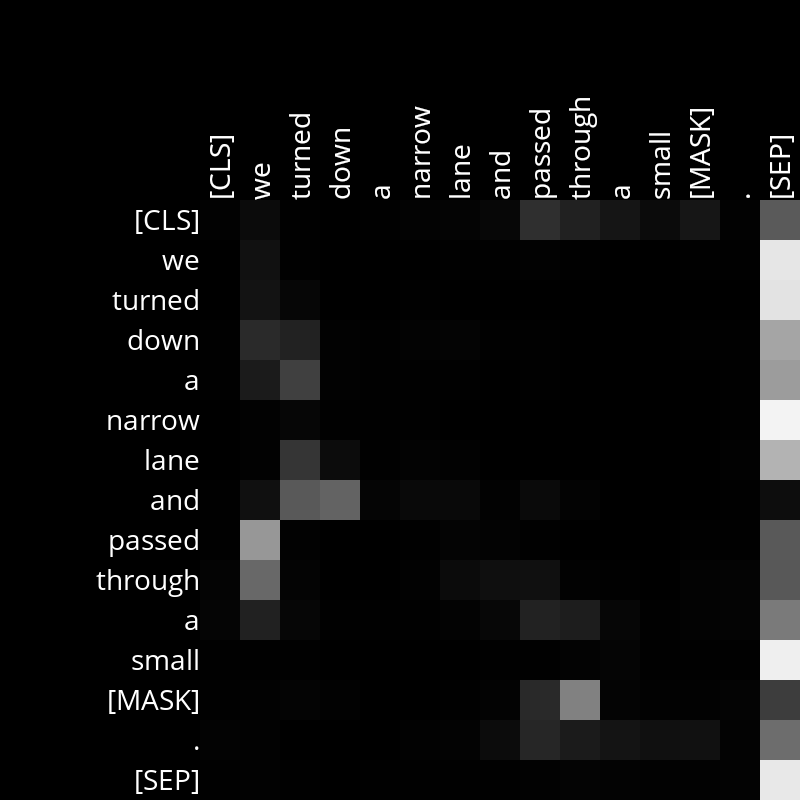 [CLS] we turned down a narrow lane and passed through a small [MASK] . [SEP]
[CLS]
we
turned
down
a
narrow
lane
and
passed
through
a
small
[MASK]
.
[SEP]